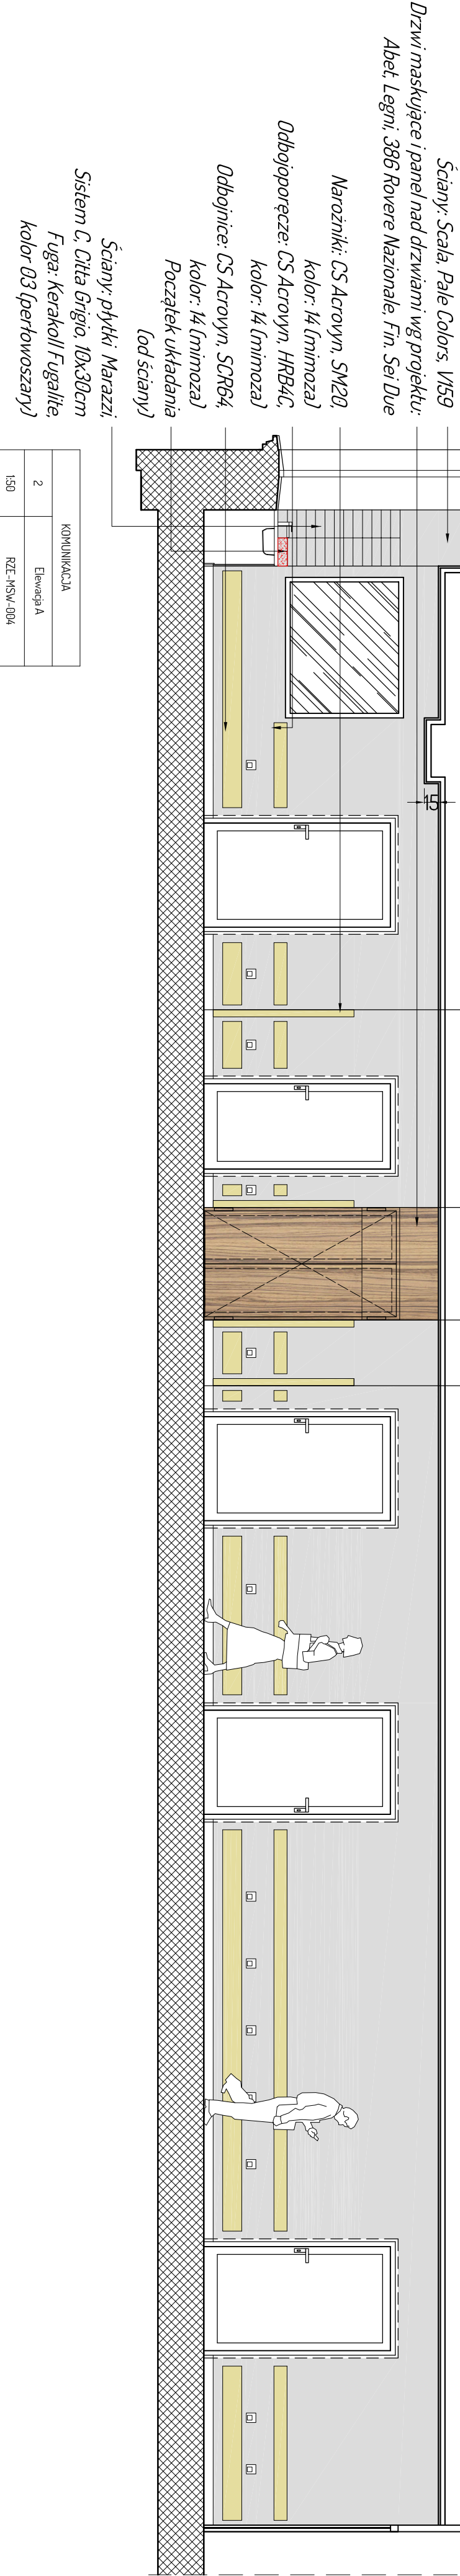 Ściany: Scala, Pale Colors, V159
Drzwi maskujące i panel nad drzwiami wg projektu:
Abet, Legni, 386 Rovere Nazionale, Fin. Sei Due
Narożniki: CS Acrovyn, SM20,
kolor: 14 (mimoza)
Odbojoporęcze: CS Acrovyn, HRB4C,
kolor: 14 (mimoza)
Odbojnice: CS Acrovyn, SCR64,
kolor: 14 (mimoza)
Początek układania
(od ściany)
Ściany: płytki Marazzi,
Sistem C, Citta Grigio, 10x30cm
Fuga: Kerakoll Fugalite,
kolor 03 (perłowoszary)
15
KOMUNIKACJA
2 Elewacja A
1:50 RZE-MSW-004